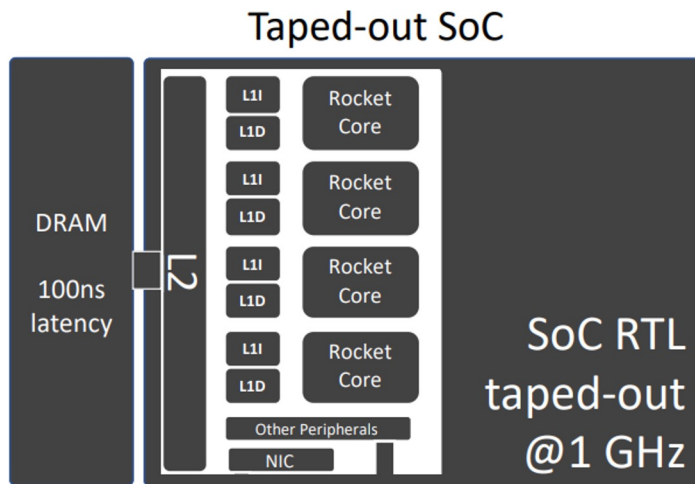 Taped-out SoC
DRAM
100ns
latency
L2
L1I
L1D
Rocket
Core
L1I
L1D
Rocket
Core
L1I
L1D
Rocket
Core
L1I
L1D
Rocket
Core
Other Peripherals
NIC
SoC RTL
taped-out
@1 GHz